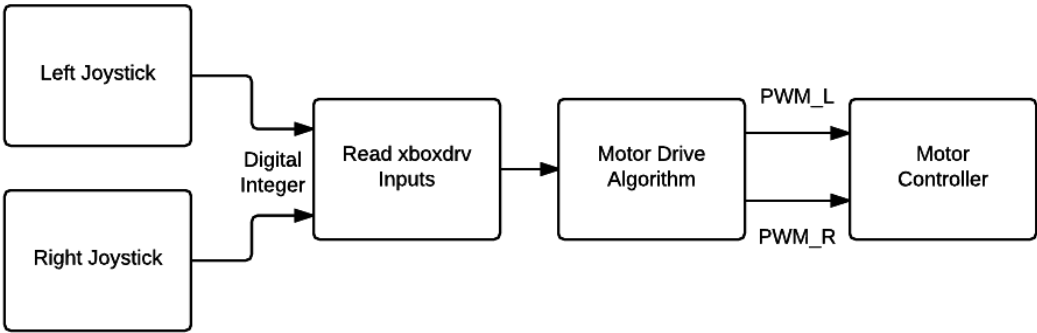 Left Joystick
Right Joystick
Digital
Integer
Read xboxdrv
Inputs
Motor Drive
Algorithm
PWM_L
PWM_R
Motor
Controller